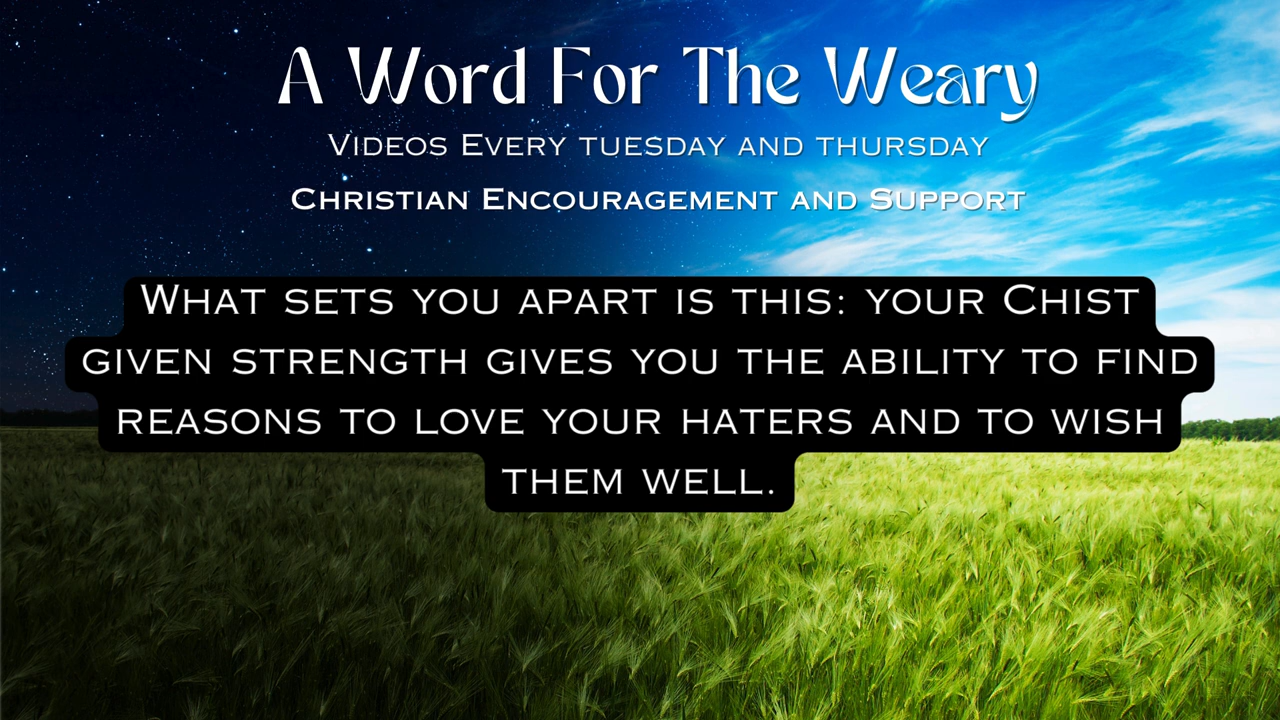 A Word For The Weary
Videos Every Tuesday and Thursday
Christian Encouragement and Support
What sets you apart is this: your Chist
given strength gives you the ability to find
reasons to love your haters and to wish
them well.